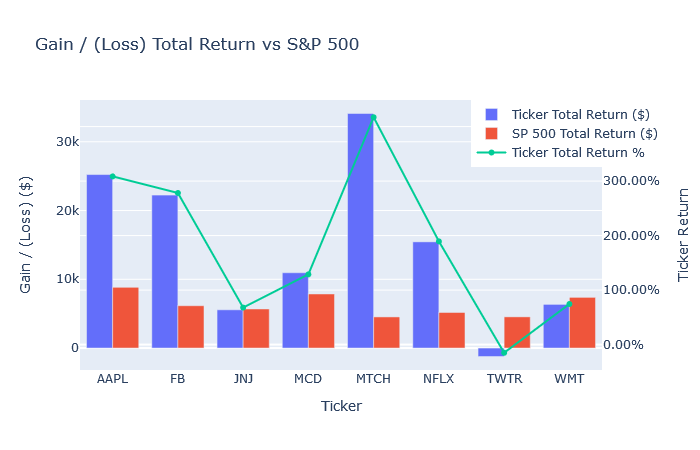 Gain / (Loss) Total Return vs S&P 500
Ticker Total Return ($)
SP 500 Total Return ($)
Ticker Total Return %
30k
20k
10k
0
Gain / (Loss) ($)
300.00%
200.00%
100.00%
0.00%
Ticker Return
AAPL FB JNJ MCD MTCH NFLX TWTR WMT
Ticker